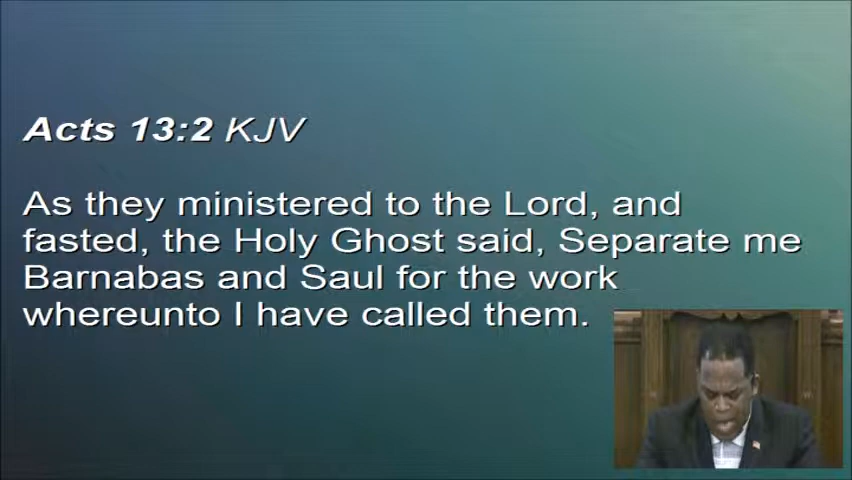 Acts 13:2 KJV
As they ministered to the Lord, and
fasted, the Holy Ghost said, Separate me
Barnabas and Saul for the work
whereunto I have called them.